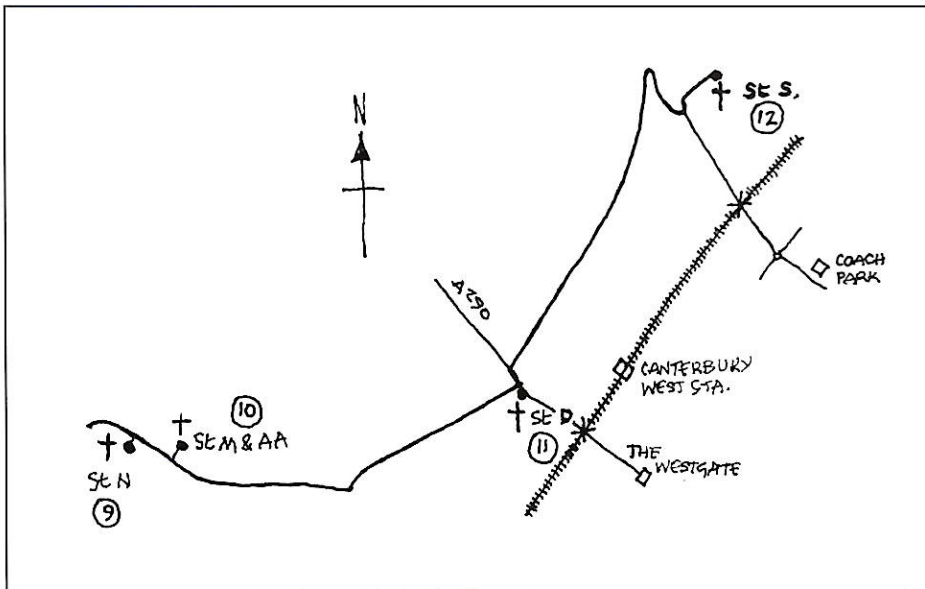 N
St S.
12
COACH
PARK
A290
CANTERBURY
WEST STA.
10
St M & AA
St D
11
THE
WESTGATE
St N
9